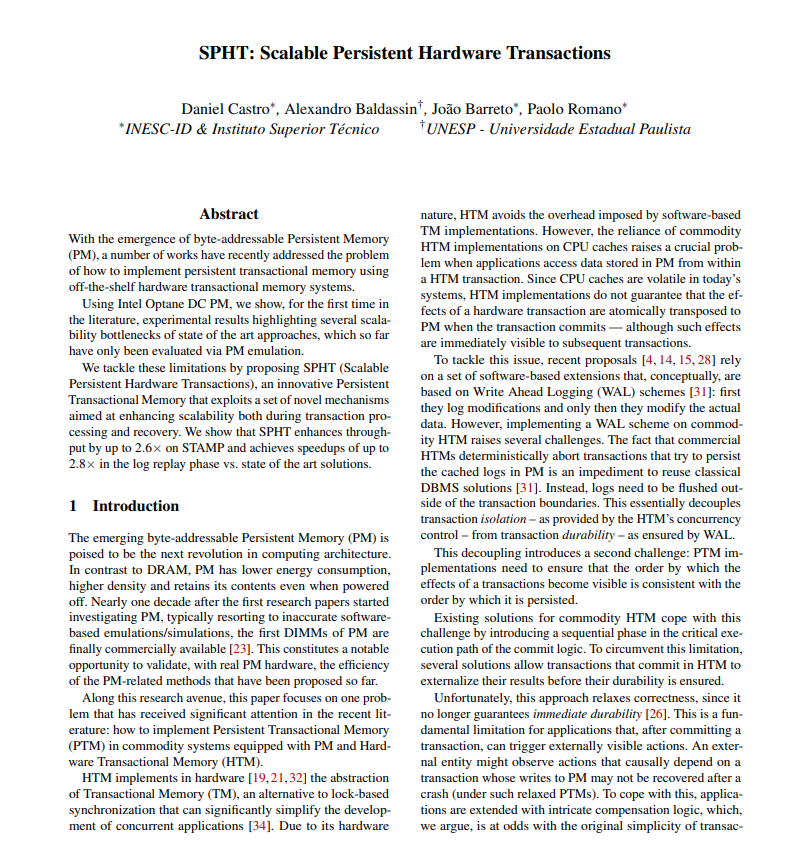 SPHT: Scalable Persistent Hardware Transactions
Daniel Castro*, Alexandro Baldassin†, João Barreto*, Paolo Romano*
*INESC-ID & Instituto Superior Técnico †UNESP - Universidade Estadual Paulista
Abstract
With the emergence of byte-addressable Persistent Memory
(PM), a number of works have recently addressed the problem
of how to implement persistent transactional memory using
off-the-shelf hardware transactional memory systems.
Using Intel Optane DC PM, we show, for the first time in
the literature, experimental results highlighting several scala-
bility bottlenecks of state of the art approaches, which so far
have only been evaluated via PM emulation.
We tackle these limitations by proposing SPHT (Scalable
Persistent Hardware Transactions), an innovative Persistent
Transactional Memory that exploits a set of novel mechanisms
aimed at enhancing scalability both during transaction pro-
cessing and recovery. We show that SPHT enhances through-
put by up to 2.6× on STAMP and achieves speedups of up to
2.8× in the log replay phase vs. state of the art solutions.
1 Introduction
The emerging byte-addressable Persistent Memory (PM) is
poised to be the next revolution in computing architecture.
In contrast to DRAM, PM has lower energy consumption,
higher density and retains its contents even when powered
off. Nearly one decade after the first research papers started
investigating PM, typically resorting to inaccurate software-
based emulations/simulations, the first DIMMs of PM are
finally commercially available [23]. This constitutes a notable
opportunity to validate, with real PM hardware, the efficiency
of the PM-related methods that have been proposed so far.
Along this research avenue, this paper focuses on one prob-
lem that has received significant attention in the recent lit-
erature: how to implement Persistent Transactional Memory
(PTM) in commodity systems equipped with PM and Hard-
ware Transactional Memory (HTM).
HTM implements in hardware [19,21,32] the abstraction
of Transactional Memory (TM), an alternative to lock-based
synchronization that can significantly simplify the develop-
ment of concurrent applications [34]. Due to its hardware
nature, HTM avoids the overhead imposed by software-based
TM implementations. However, the reliance of commodity
HTM implementations on CPU caches raises a crucial prob-
lem when applications access data stored in PM from within
a HTM transaction. Since CPU caches are volatile in today's
systems, HTM implementations do not guarantee that the ef-
fects of a hardware transaction are atomically transposed to
PM when the transaction commits — although such effects
are immediately visible to subsequent transactions.
To tackle this issue, recent proposals [4, 14, 15, 28] rely
on a set of software-based extensions that, conceptually, are
based on Write Ahead Logging (WAL) schemes [31]: first
they log modifications and only then they modify the actual
data. However, implementing a WAL scheme on commod-
ity HTM raises several challenges. The fact that commercial
HTMs deterministically abort transactions that try to persist
the cached logs in PM is an impediment to reuse classical
DBMS solutions [31]. Instead, logs need to be flushed out-
side of the transaction boundaries. This essentially decouples
transaction isolation – as provided by the HTM's concurrency
control – from transaction durability – as ensured by WAL.
This decoupling introduces a second challenge: PTM im-
plementations need to ensure that the order by which the
effects of a transactions become visible is consistent with the
order by which it is persisted.
Existing solutions for commodity HTM cope with this
challenge by introducing a sequential phase in the critical exe-
cution path of the commit logic. To circumvent this limitation,
several solutions allow transactions that commit in HTM to
externalize their results before their durability is ensured.
Unfortunately, this approach relaxes correctness, since it
no longer guarantees immediate durability [26]. This is a fun-
damental limitation for applications that, after committing a
transaction, can trigger externally visible actions. An exter-
nal entity might observe actions that causally depend on a
transaction whose writes to PM may not be recovered after a
crash (under such relaxed PTMs). To cope with this, applica-
tions are extended with intricate compensation logic, which,
we argue, is at odds with the original simplicity of transac-